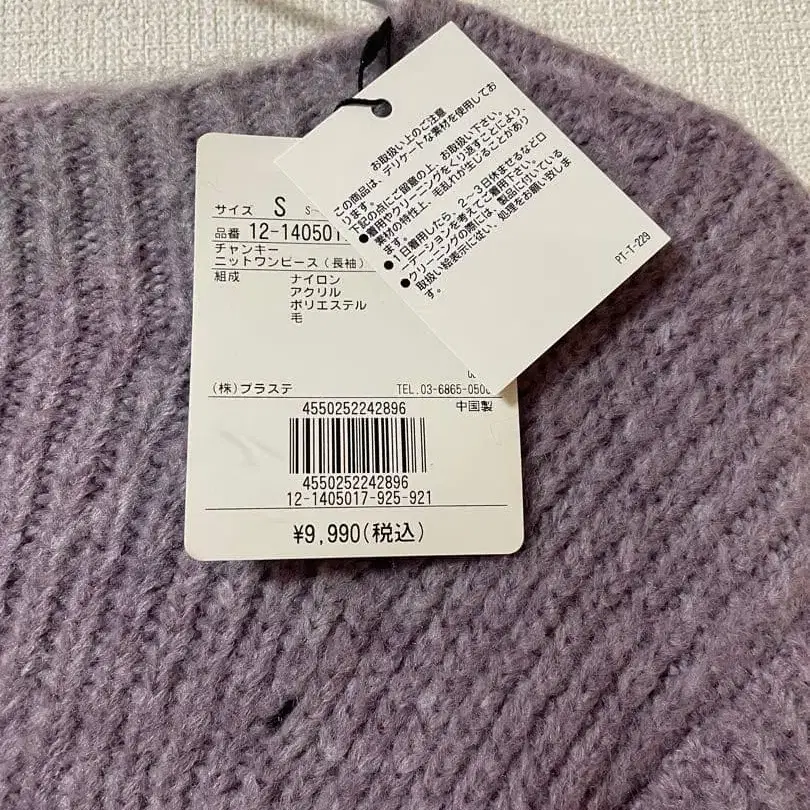 サイズ S S-
品番 12-140501
チャンキー
ニットワンピース(長袖)
組成 ナイロン
アクリル
ポリエステル
毛
(株)プラステ TEL.03-6865-050
4550252242896 中国製
4550252242896
12-1405017-925-921
¥9,990(税込)
お取扱い上のご注意
この商品は、デリケートな素材を使用してお
ります。
下記の点にご留意の上、お取扱い下さい。
●着用やクリーニングをくり返すことにより、
素材の特性上、毛乱れが生じることがあり
ます。
●1日着用したら、2~3日休ませるなどロ
ーテーションを考えてご着用下さい。
●クリーニングの際には、製品に付いている
取扱い絵表示に従い、処理をお願い致しま
す。
PT-T-229